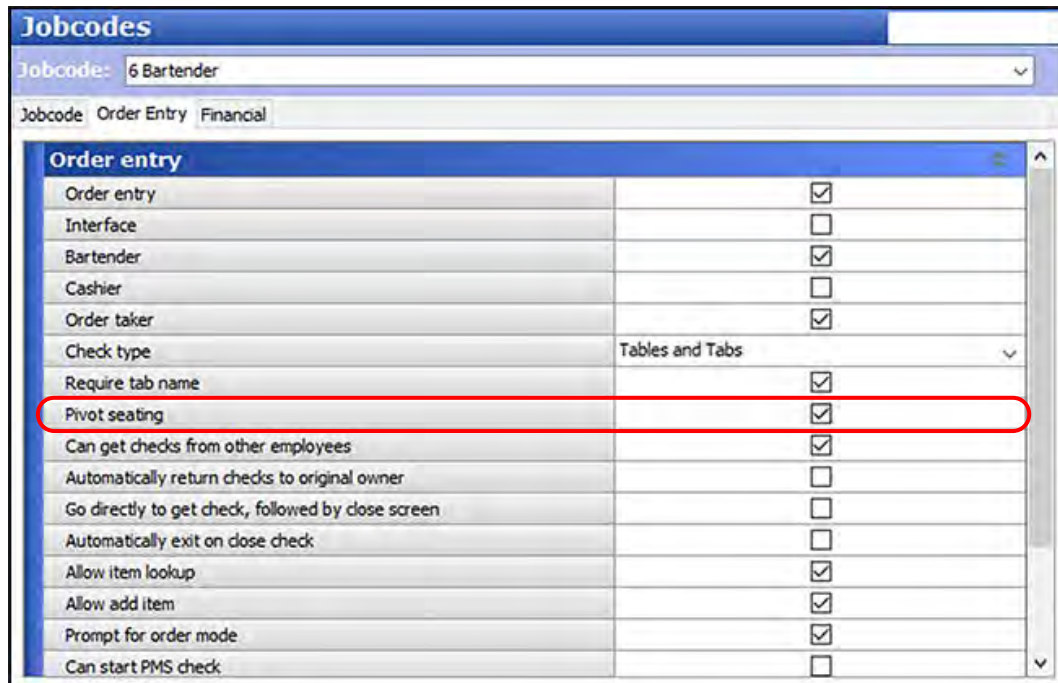 Jobcodes
Jobcode: 6 Bartender
Jobcode Order Entry Financial
Order entry
Order entry
Interface
Bartender
Cashier
Order taker
Check type Tables and Tabs
Require tab name
Pivot seating
Can get checks from other employees
Automatically return checks to original owner
Go directly to get check, followed by close screen
Automatically exit on close check
Allow item lookup
Allow add item
Prompt for order mode
Can start PMS check